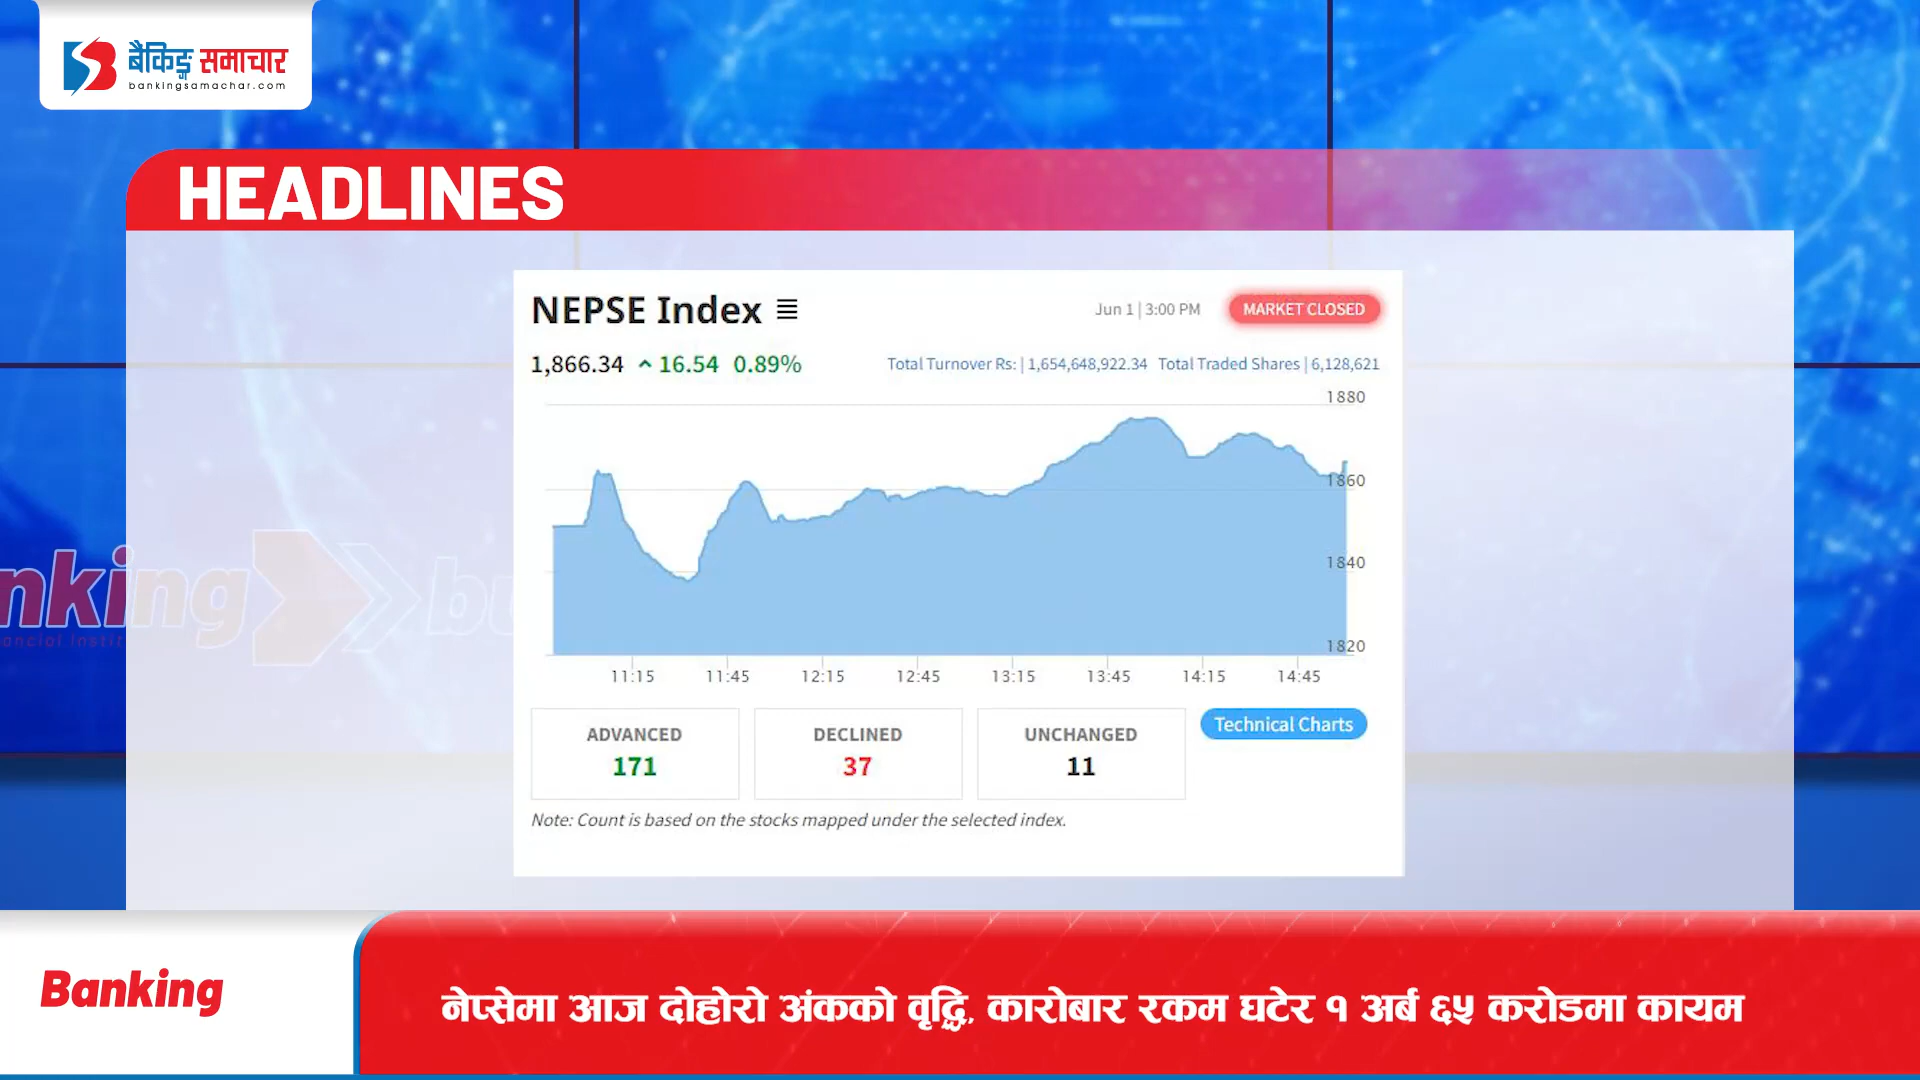 बैंकिङ्ग समाचार
bankingsamachar.com
HEADLINES
NEPSE Index
Jun 1 | 3:00 PM
MARKET CLOSED
1,866.34 16.54 0.89%
Total Turnover Rs: | 1,654,648,922.34 Total Traded Shares | 6,128,621
1880
1860
1840
1820
11:15 11:45 12:15 12:45 13:15 13:45 14:15 14:45
ADVANCED
171
DECLINED
37
UNCHANGED
11
Technical Charts
Note: Count is based on the stocks mapped under the selected index.
nking
Banking
नेप्सेमा आज दोहोरो अंकको वृद्धि, कारोबार रकम घटेर १ अर्ब ६५ करोडमा कायम